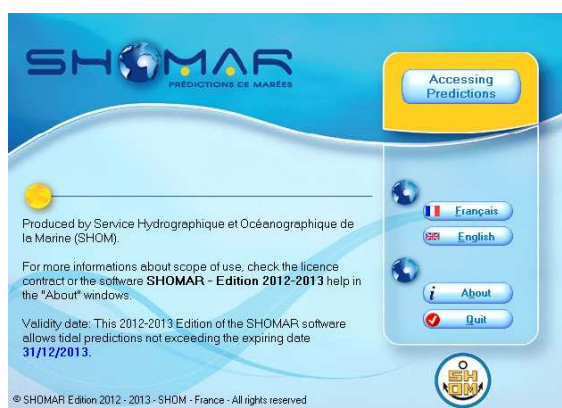 SHOMAR
PRÉDICTIONS DE MARÉES
Accessing
Predictions
Produced by Service Hydrographique et Océanographique de
la Marine (SHOM).
For more informations about scope of use, check the licence
contract or the software SHOMAR - Edition 2012-2013 help in
the "About" windows.
Validity date: This 2012-2013 Edition of the SHOMAR software
allows tidal predictions not exceeding the expiring date
31/12/2013.
Français
English
i About
Quit
SH
OM
© SHOMAR Edition 2012 - 2013 - SHOM - France - All rights reserved